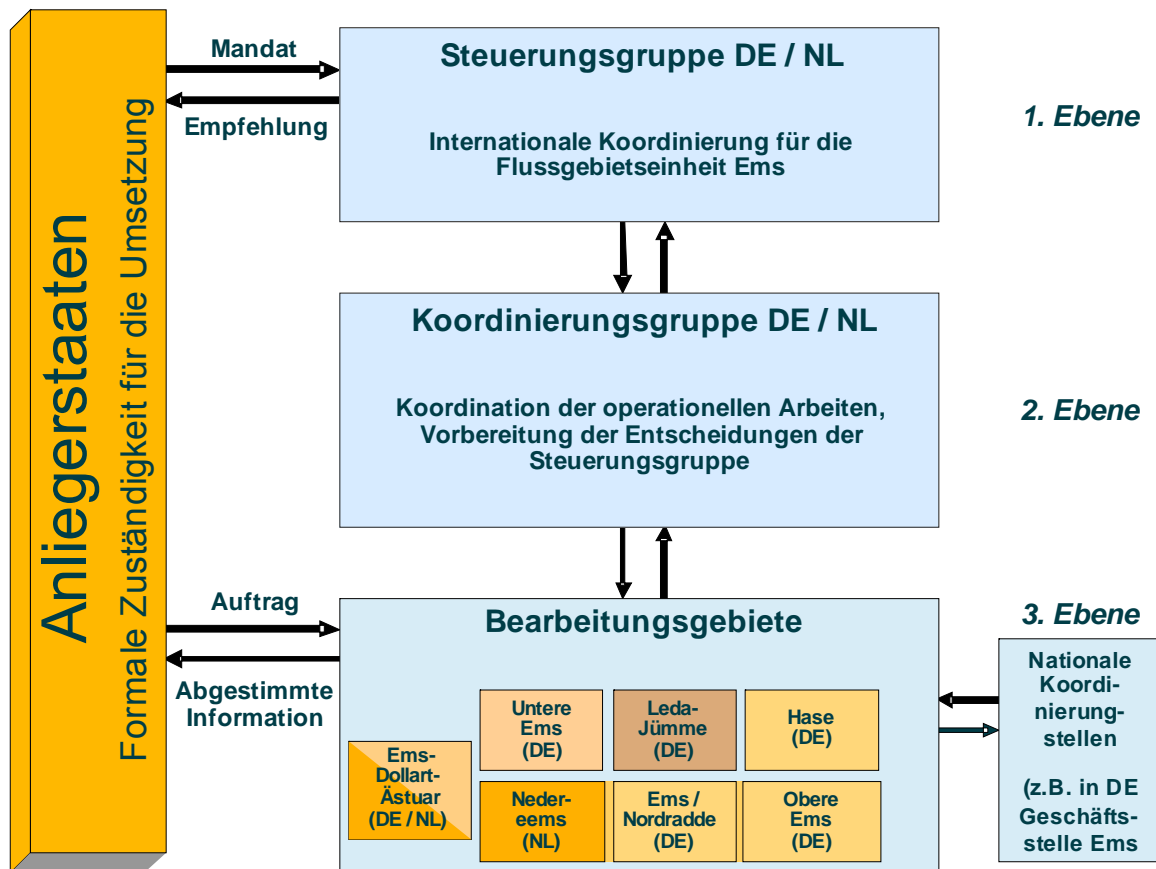 Anliegerstaaten
Formale Zuständigkeit für die Umsetzung
Mandat
Empfehlung
Steuerungsgruppe DE / NL
Internationale Koordinierung für die
Flussgebietseinheit Ems
1. Ebene
Koordinierungsgruppe DE / NL
Koordination der operationellen Arbeiten,
Vorbereitung der Entscheidungen der
Steuerungsgruppe
2. Ebene
Auftrag
Abgestimmte
Information
Bearbeitungsgebiete
Ems-
Dollart-
Ästuar
(DE / NL)
Untere
Ems
(DE)
Leda-
Jümme
(DE)
Hase
(DE)
Neder-
eems
(NL)
Ems /
Nordradde
(DE)
Obere
Ems
(DE)
3. Ebene
Nationale
Koordi-
nierung-
stellen
(z.B. in DE
Geschäfts-
stelle Ems